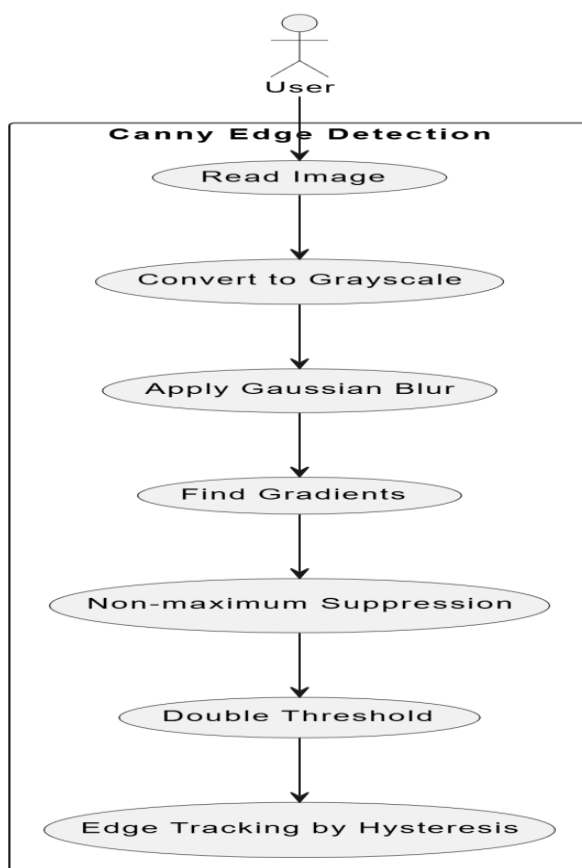 User
Canny Edge Detection
Read Image
Convert to Grayscale
Apply Gaussian Blur
Find Gradients
Non-maximum Suppression
Double Threshold
Edge Tracking by Hysteresis